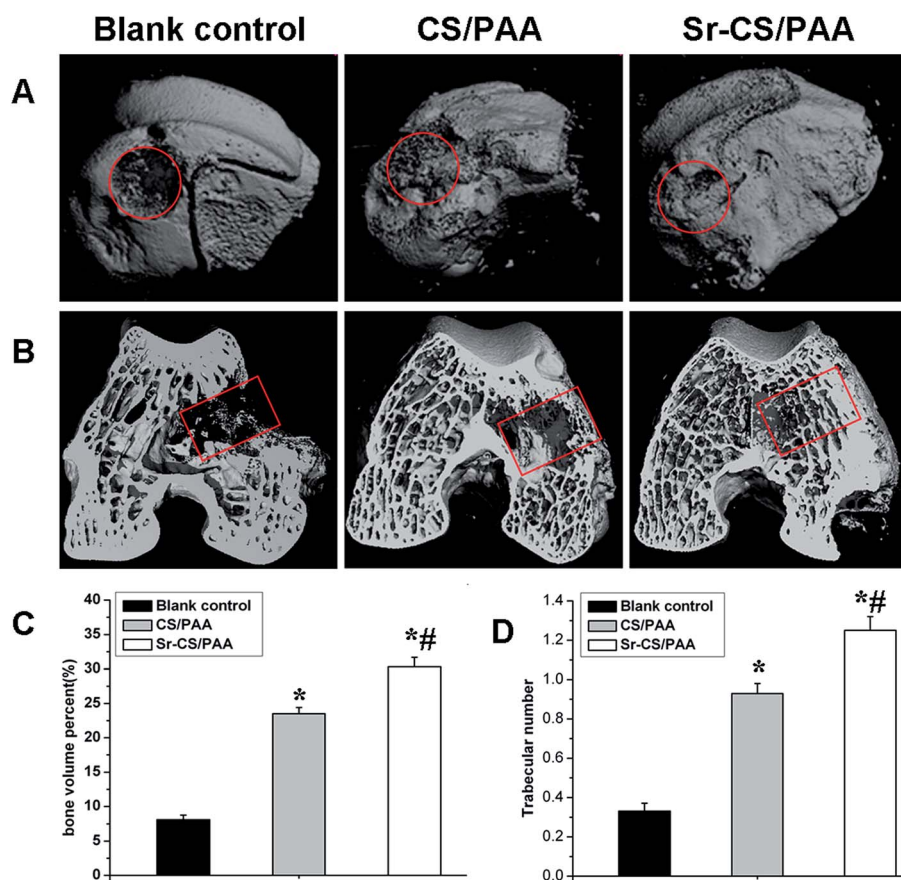 Blank control CS/PAA Sr-CS/PAA
A
B
C
bone volume percent(%)
40
35
30
25
20
15
10
5
0
Blank control
CS/PAA
Sr-CS/PAA
*
*#
D
Trabecular number
1.4
1.2
1.0
0.8
0.6
0.4
0.2
0.0
Blank control
CS/PAA
Sr-CS/PAA
*
*#